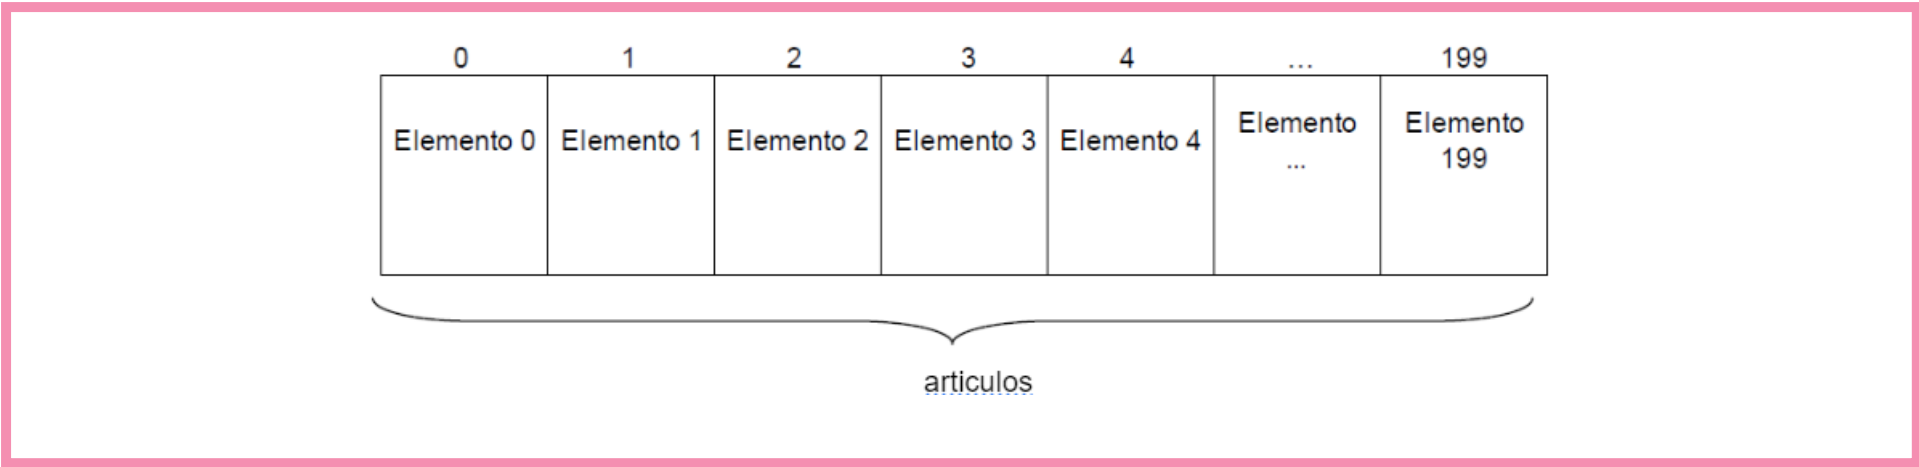 0 1 2 3 4 ... 199
Elemento 0 Elemento 1 Elemento 2 Elemento 3 Elemento 4 Elemento ... Elemento 199
articulos